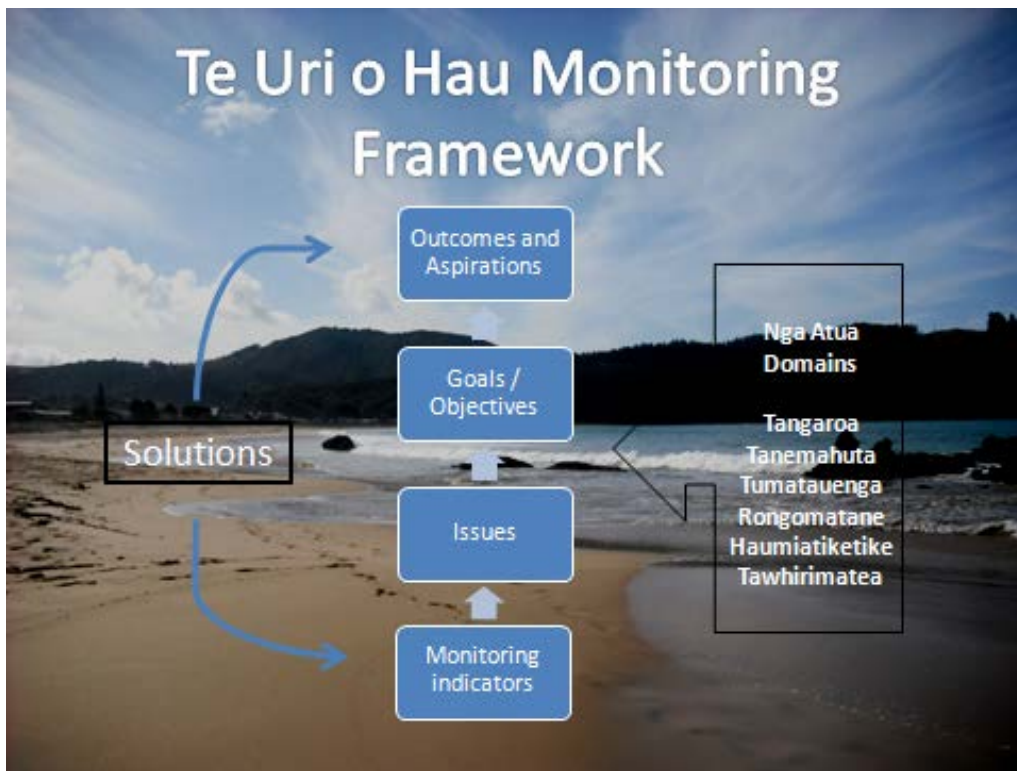 Te Uri o Hau Monitoring
Framework
Outcomes and
Aspirations
Goals /
Objectives
Issues
Monitoring
indicators
Solutions
Nga Atua
Domains
Tangaroa
Tanemahuta
Tumatauenga
Rongomatane
Haumiatiketike
Tawhirimatea